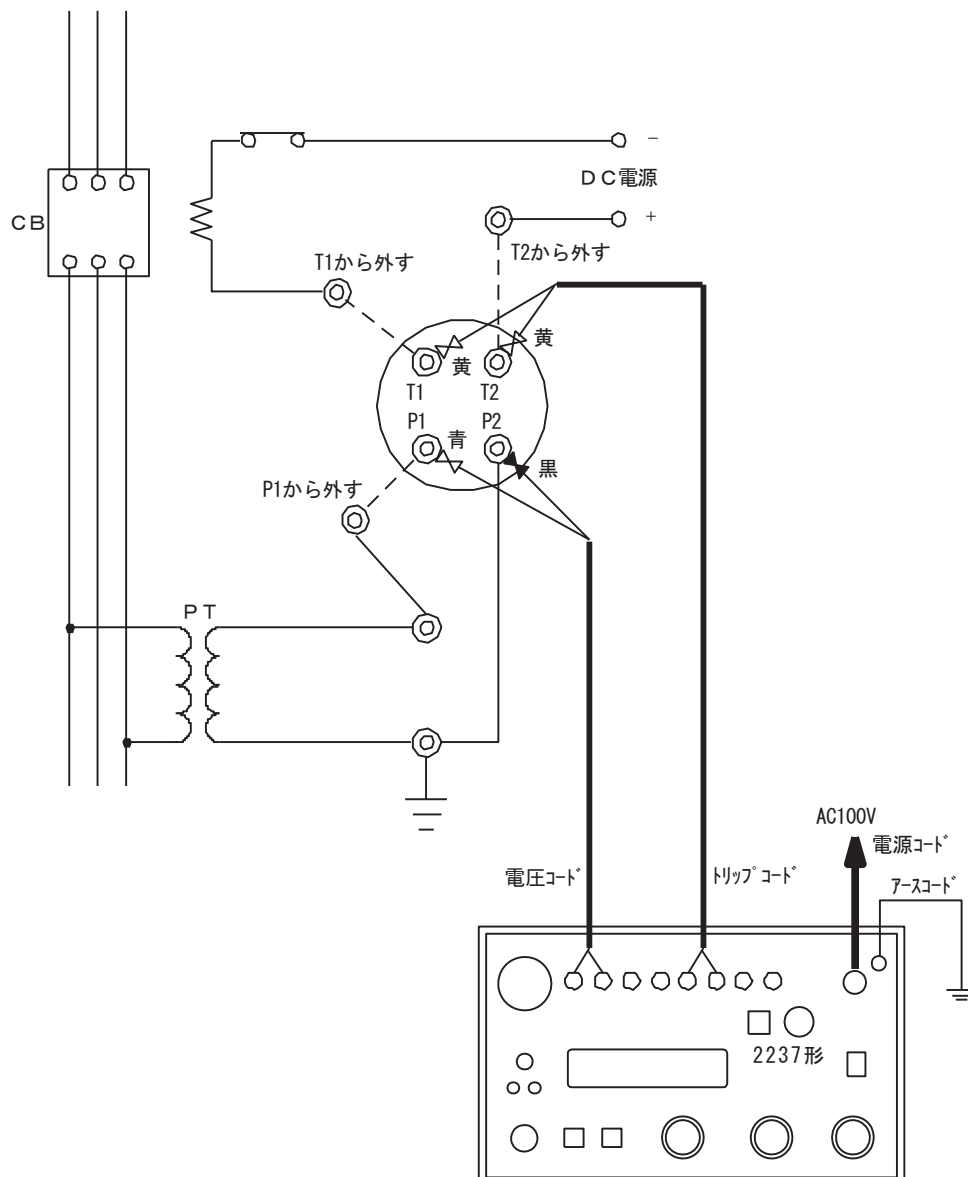 －
ＤＣ電源
＋
ＣＢ
T1から外す
T2から外す
黄
黄
T1
T2
P1
P2
青
黒
P1から外す
ＰＴ
AC100V
電源ｺｰﾄﾞ
電圧ｺｰﾄﾞ
ﾄﾘｯﾌﾟｺｰﾄﾞ
ｱｰｽｺｰﾄﾞ
2237形